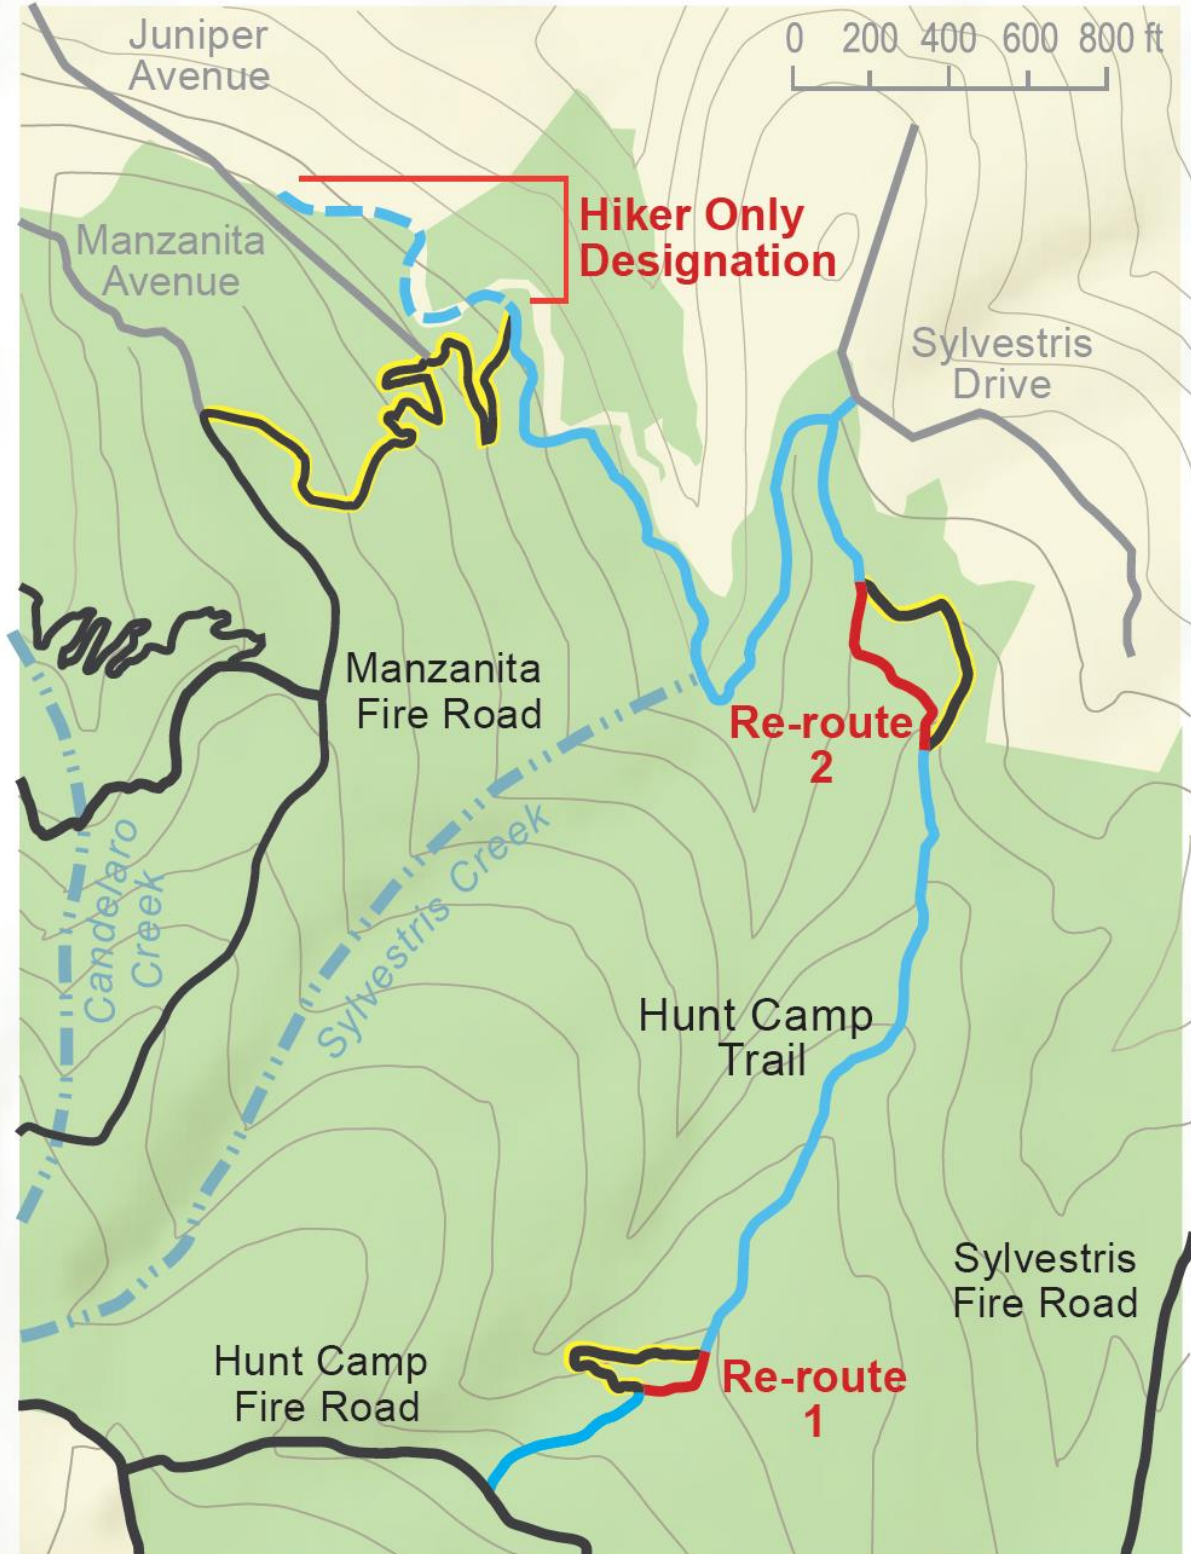 Juniper
Avenue
0 200 400 600 800 ft
Hiker Only
Designation
Manzanita
Avenue
Sylvestris
Drive
Manzanita
Fire Road
Re-route
2
Candelaro
Creek
Sylvestris Creek
Hunt Camp
Trail
Sylvestris
Fire Road
Hunt Camp
Fire Road
Re-route
1